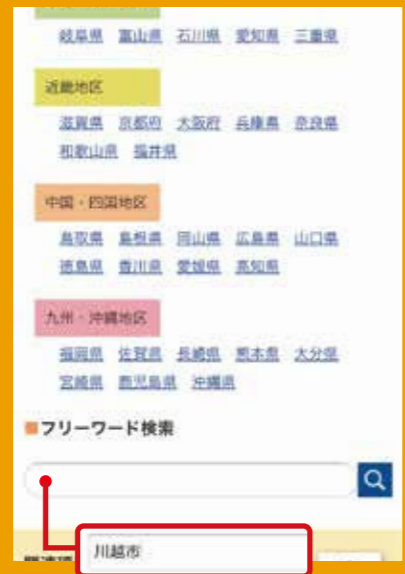 岐阜県 富山県 石川県 愛知県 三重県
近畿地区
滋賀県 京都府 大阪府 兵庫県 奈良県
和歌山県 福井県
中国・四国地区
鳥取県 島根県 岡山県 広島県 山口県
徳島県 香川県 愛媛県 高知県
九州・沖縄地区
福岡県 佐賀県 長崎県 熊本県 大分県
宮崎県 鹿児島県 沖縄県
■フリーワード検索
川越市